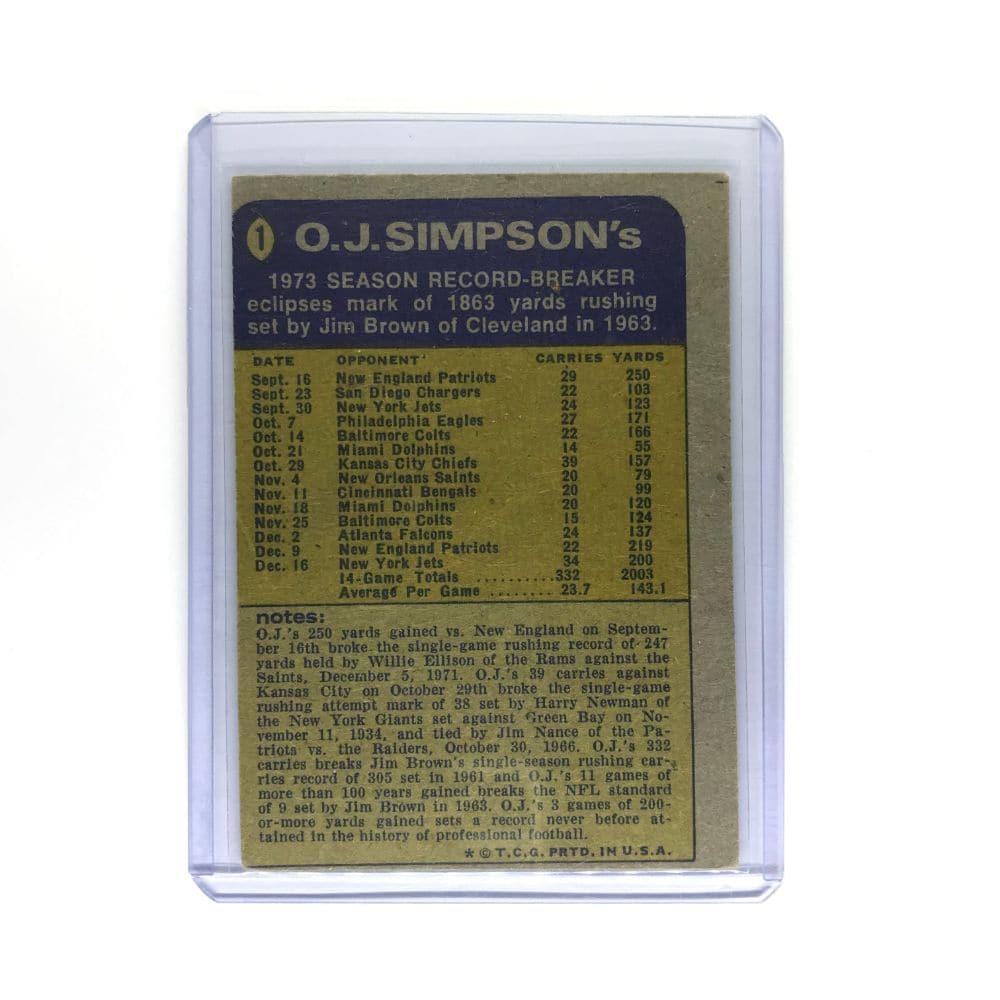 1 O.J. SIMPSON's
1973 SEASON RECORD-BREAKER
eclipses mark of 1863 yards rushing
set by Jim Brown of Cleveland in 1963.
DATE OPPONENT CARRIES YARDS
Sept. 16 New England Patriots 29 250
Sept. 23 San Diego Chargers 22 103
Sept. 30 New York Jets 24 123
Oct. 7 Philadelphia Eagles 27 171
Oct. 14 Baltimore Colts 22 166
Oct. 21 Miami Dolphins 14 55
Oct. 29 Kansas City Chiefs 39 157
Nov. 4 New Orleans Saints 20 79
Nov. 11 Cincinnati Bengals 20 99
Nov. 18 Miami Dolphins 20 120
Nov. 25 Baltimore Colts 15 124
Dec. 2 Atlanta Falcons 24 137
Dec. 9 New England Patriots 22 219
Dec. 16 New York Jets 34 200
14-Game Totals ..........332 2003
Average Per Game ........ 23.7 143.1
notes:
O.J.'s 250 yards gained vs. New England on Septem-
ber 16th broke the single-game rushing record of 247
yards held by Willie Ellison of the Rams against the
Saints, December 5, 1971. O.J.'s 39 carries against
Kansas City on October 29th broke the single-game
rushing attempt mark of 38 set by Harry Newman of
the New York Giants set against Green Bay on No-
vember 11, 1934, and tied by Jim Nance of the Pa-
triots vs. the Raiders, October 30, 1966. O.J.'s 332
carries breaks Jim Brown's single-season rushing car-
ries record of 305 set in 1961 and O.J.'s 11 games of
more than 100 years gained breaks the NFL standard
of 9 set by Jim Brown in 1963. O.J.'s 3 games of 200-
or-more yards gained sets a record never before at-
tained in the history of professional football.
* © T.C.G. PRTD. IN U.S.A.